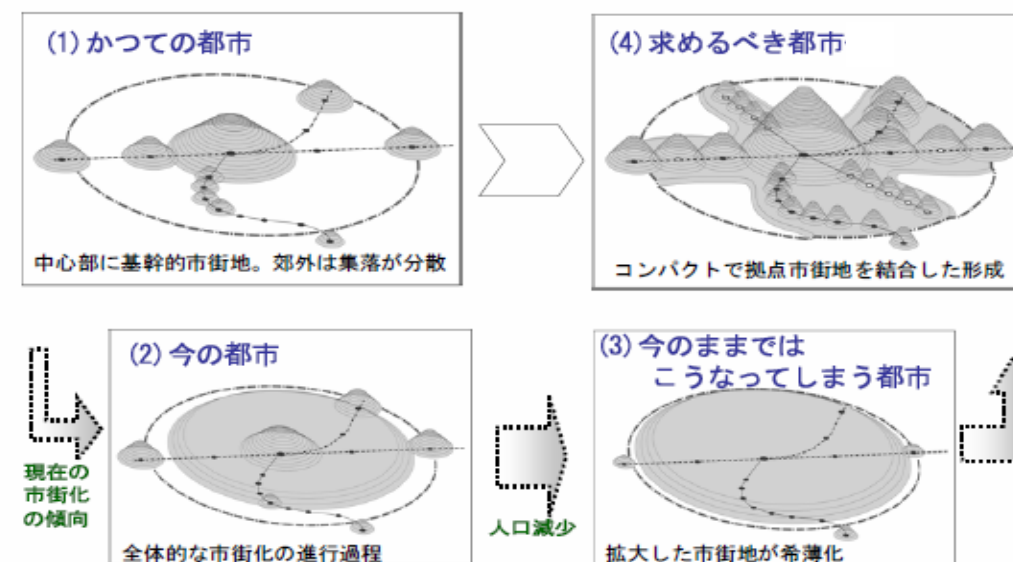 (1)かつての都市
中心部に基幹的市街地。郊外は集落が分散
(4)求めるべき都市
コンパクトで拠点市街地を結合した形成
現在の
市街化
の傾向
(2)今の都市
全体的な市街化の進行過程
人口減少
(3)今のままでは
こうなってしまう都市
拡大した市街地が希薄化